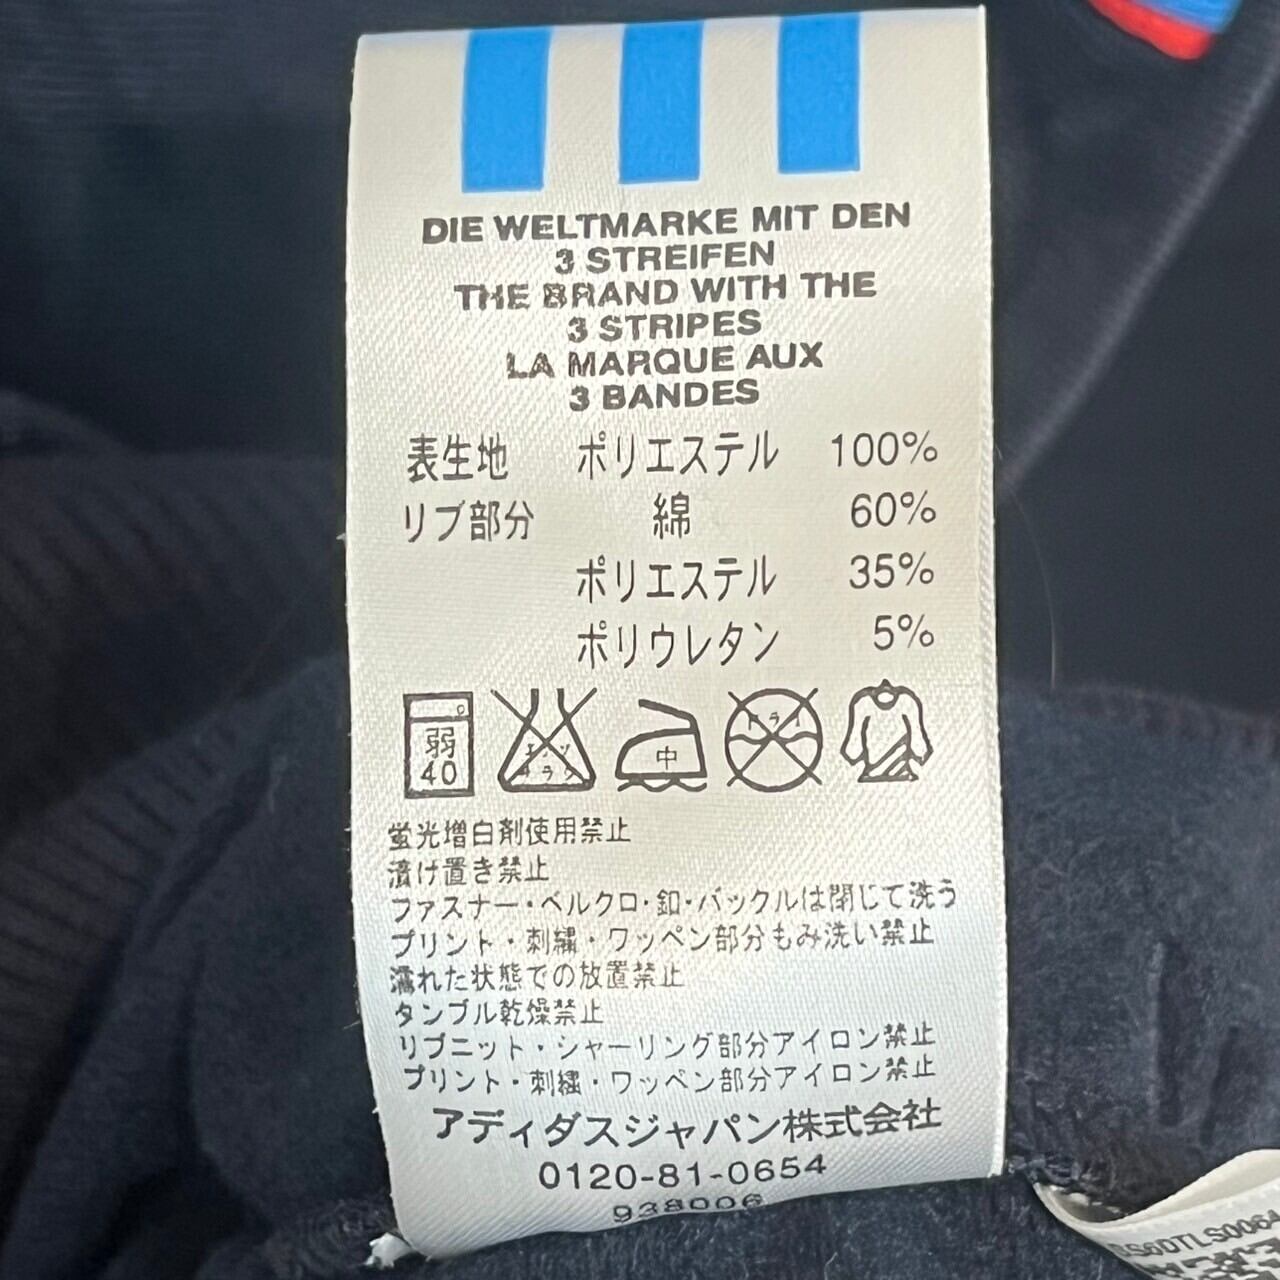 DIE WELTMARKE MIT DEN
3 STREIFEN
THE BRAND WITH THE
3 STRIPES
LA MARQUE AUX
3 BANDES
表生地 ポリエステル 100%
リブ部分 綿 60%
ポリエステル 35%
ポリウレタン 5%
弱 40 エンソ サラシ 中 ドライ
蛍光増白剤使用禁止
漬け置き禁止
ファスナー・ベルクロ・釦・バックルは閉じて洗う
プリント・刺繍・ワッペン部分もみ洗い禁止
濡れた状態での放置禁止
タンブル乾燥禁止
リブニット・シャーリング部分アイロン禁止
プリント・刺繍・ワッペン部分アイロン禁止
アディダスジャパン株式会社
0120-81-0654
938006